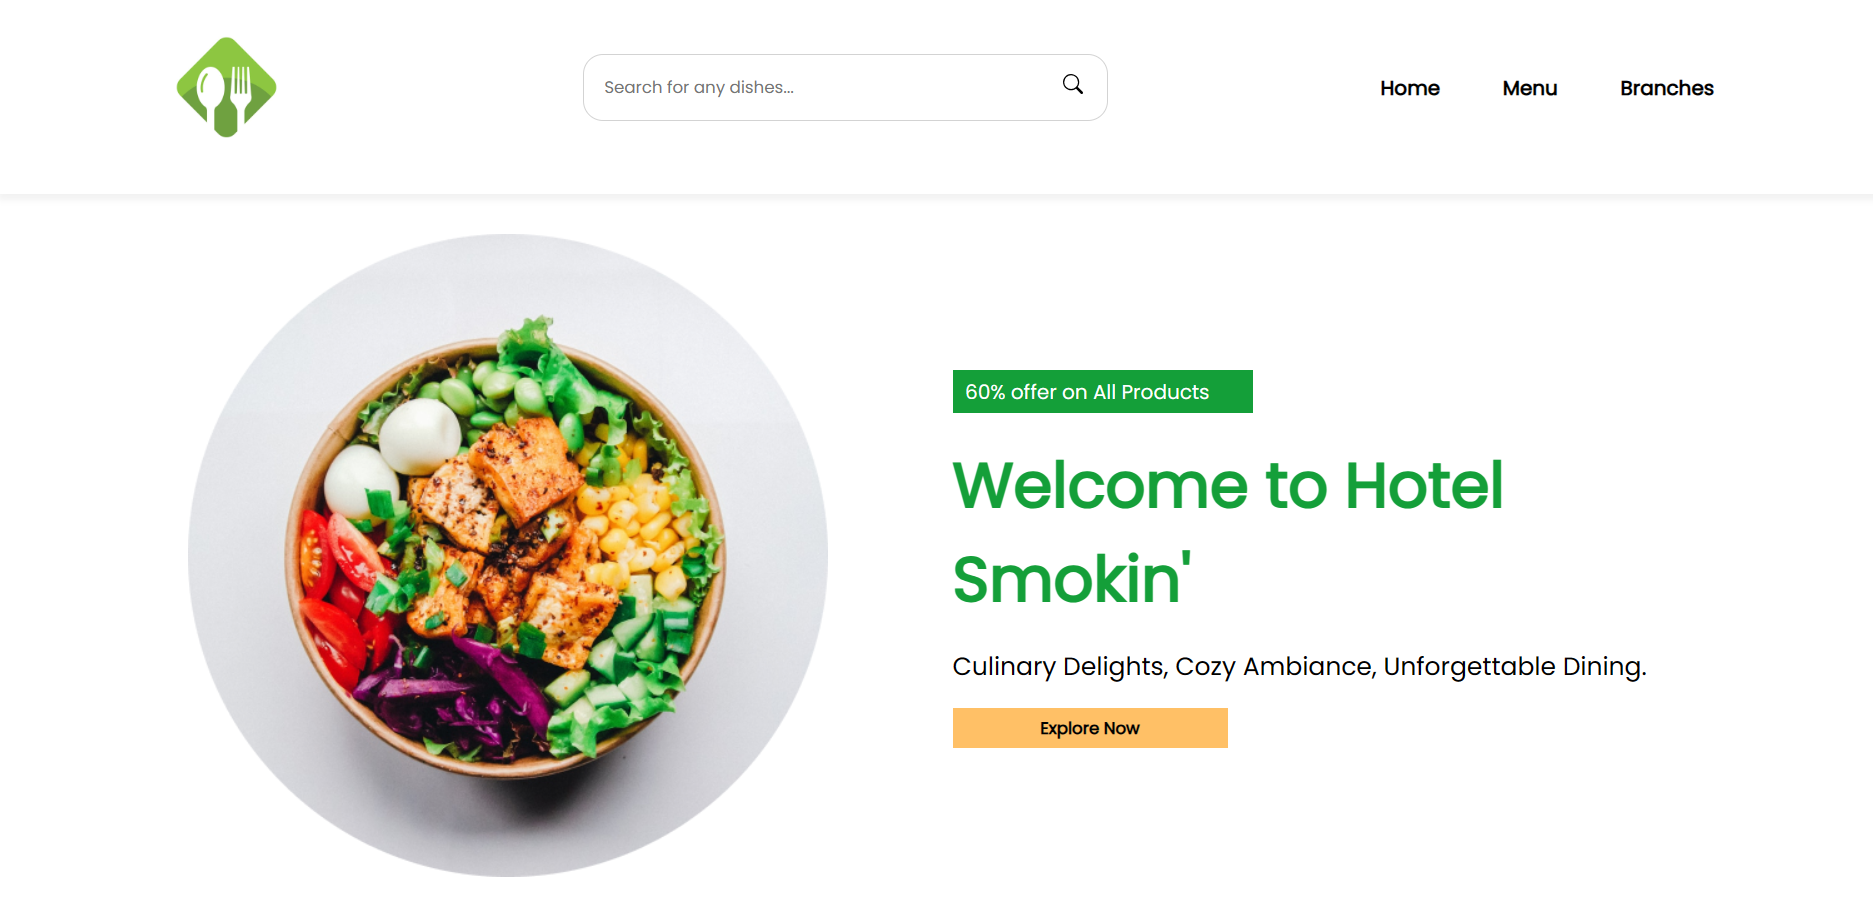 Search for any dishes...
Home
Menu
Branches
60% offer on All Products
Welcome to Hotel
Smokin'
Culinary Delights, Cozy Ambiance, Unforgettable Dining.
Explore Now